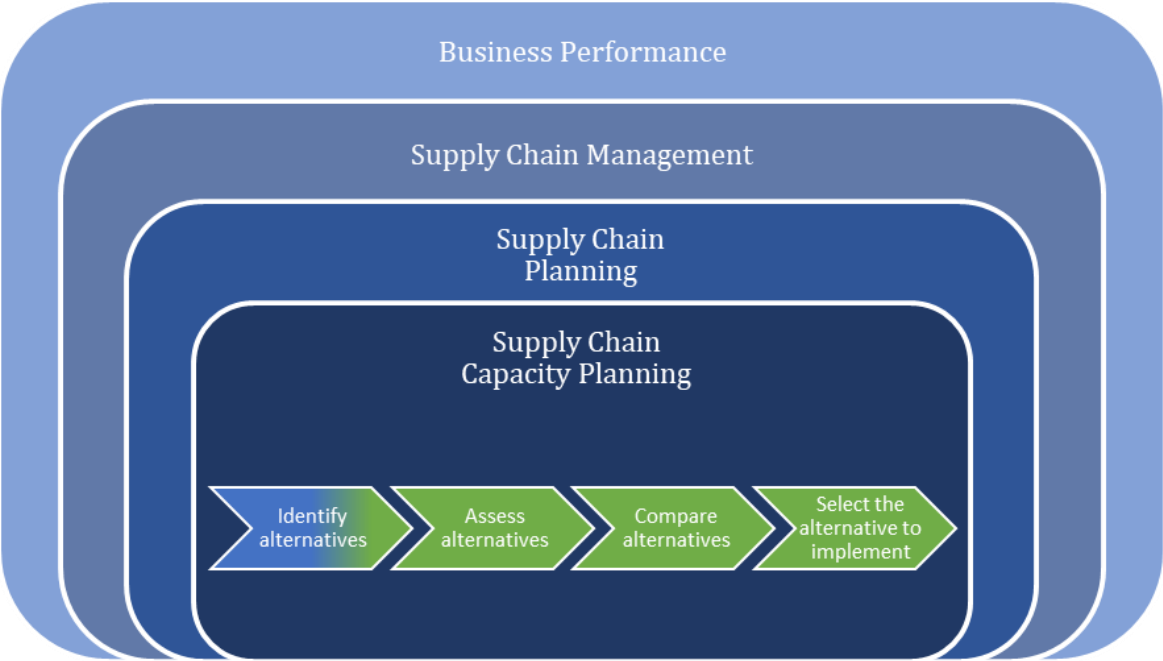 Business Performance
Supply Chain Management
Supply Chain
Planning
Supply Chain
Capacity Planning
Identify
alternatives
Assess
alternatives
Compare
alternatives
Select the
alternative to
implement